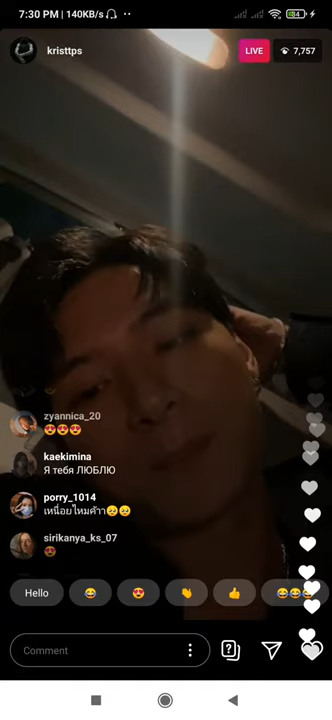 7:30 PM | 140KB/s
84
kristtps
LIVE
7,757
zyannica_20
😍😍😍
kaekimina
Я тебя ЛЮБЛЮ
porry_1014
เหนื่อยไหมค้าา🥺🥺
sirikanya_ks_07
😍
Hello 😂 😍 👏 👍 😂😂😂
Comment